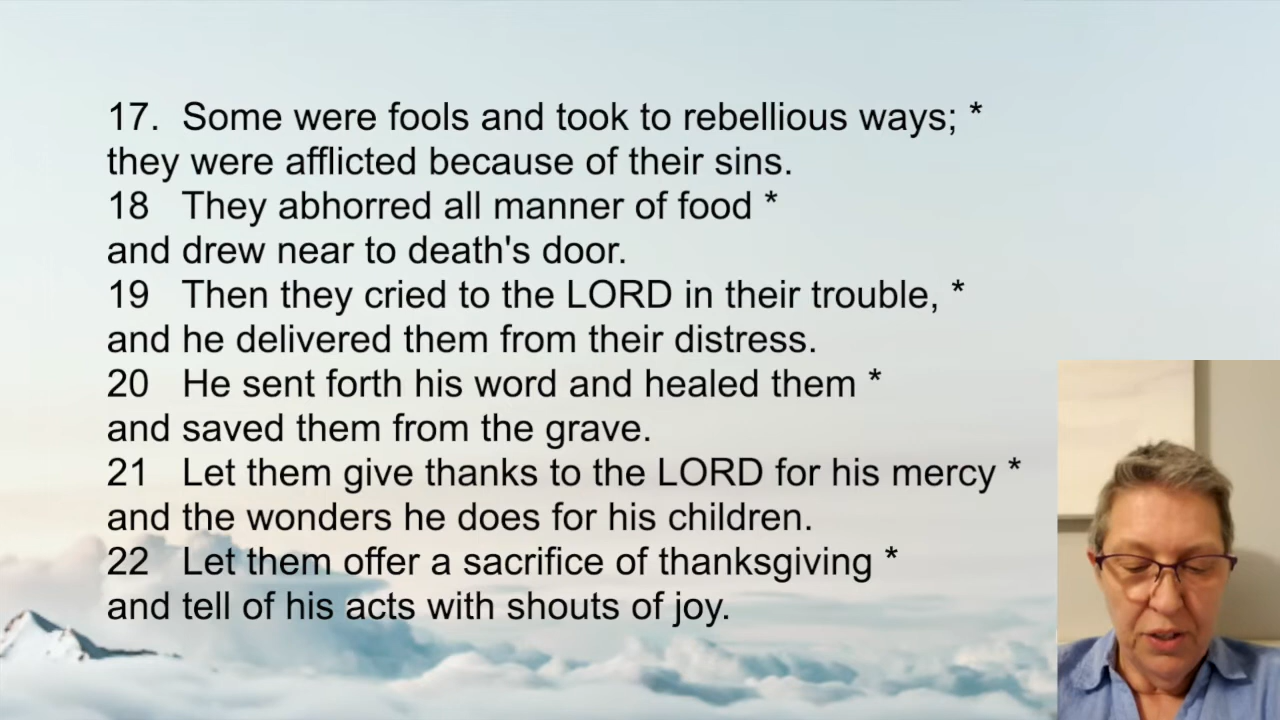 17. Some were fools and took to rebellious ways; *
they were afflicted because of their sins.
18 They abhorred all manner of food *
and drew near to death's door.
19 Then they cried to the LORD in their trouble, *
and he delivered them from their distress.
20 He sent forth his word and healed them *
and saved them from the grave.
21 Let them give thanks to the LORD for his mercy *
and the wonders he does for his children.
22 Let them offer a sacrifice of thanksgiving *
and tell of his acts with shouts of joy.